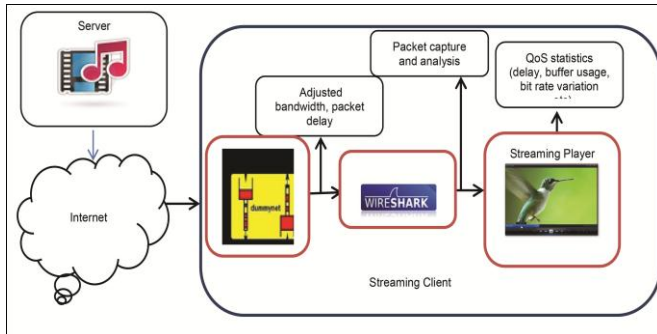 Server
Internet
Adjusted
bandwidth, packet
delay
Packet capture
and analysis
QoS statistics
(delay, buffer usage,
bit rate variation
etc)
dummynet
WIRESHARK
Streaming Player
Streaming Client